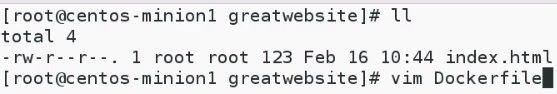 [root@centos-minion1 greatwebsite]# ll
total 4
-rw-r--r--. 1 root root 123 Feb 16 10:44 index.html
[root@centos-minion1 greatwebsite]# vim Dockerfile